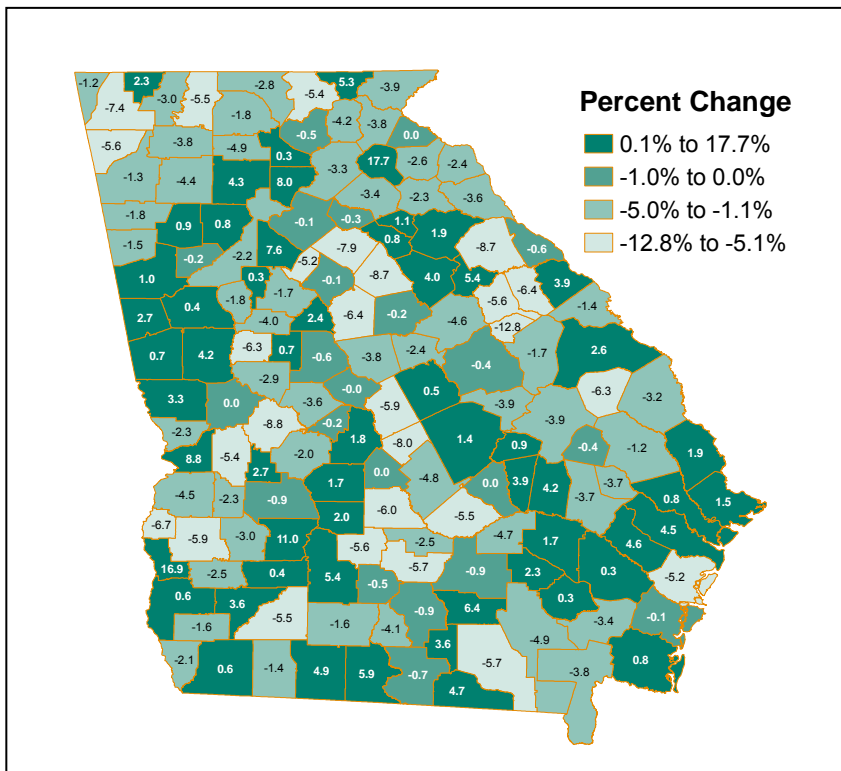 Percent Change
0.1% to 17.7%
-1.0% to 0.0%
-5.0% to -1.1%
-12.8% to -5.1%
-1.2 2.3 -2.8 5.3 -3.9
-7.4 -3.0 -5.5 -5.4
-1.8 -4.2 -3.8 0.0
-0.5
-5.6 -3.8 -4.9 0.3 17.7 -2.6 -2.4
-3.3
-1.3 -4.4 4.3 8.0 -3.4 -2.3 -3.6
-1.8 0.9 0.8 -0.1 -0.3 1.1 1.9
-1.5 -0.2 -2.2 7.6 -5.2 -7.9 0.8 -8.7 -0.6
1.0 0.3 -0.1 -8.7 4.0 5.4 -6.4 3.9
2.7 0.4 -1.8 -1.7 -5.6 -1.4
-4.0 2.4 -6.4 -0.2 -4.6 -12.8
0.7 4.2 -6.3 0.7 -0.6 -3.8 -2.4 -0.4 -1.7 2.6
-2.9
3.3 0.0 -3.6 -0.0 -5.9 0.5 -3.9 -6.3 -3.2
-2.3 -8.8 -0.2 1.8 -8.0 1.4 0.9 -3.9 -0.4 -1.2 1.9
8.8 -5.4 2.7 -2.0
-4.5 -2.3 -0.9 1.7 0.0 -4.8 0.0 3.9 4.2 -3.7 -3.7 0.8 1.5
-6.7 -5.9 -3.0 11.0 2.0 -6.0 -5.5 4.5
-5.6 -2.5 -4.7 1.7 4.6
16.9 -2.5 0.4 5.4 -0.5 -5.7 -0.9 2.3 0.3 -5.2
0.6 3.6 -5.5 -0.9 6.4 0.3 -3.4 -0.1
-1.6 -1.6 -4.1 3.6 -4.9
-2.1 0.6 -1.4 4.9 5.9 -0.7 -5.7 -3.8 0.8
4.7